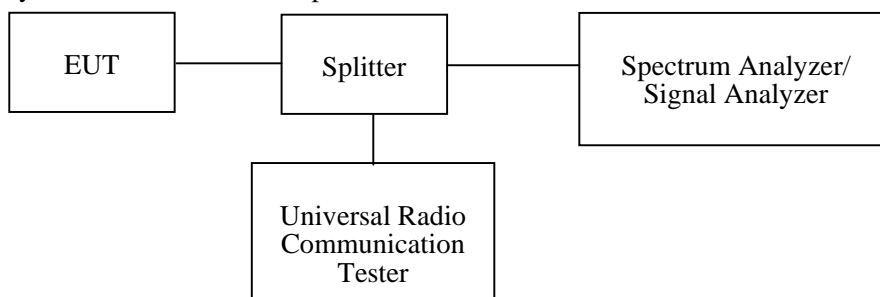 EUT
Splitter
Spectrum Analyzer/
Signal Analyzer
Universal Radio
Communication
Tester